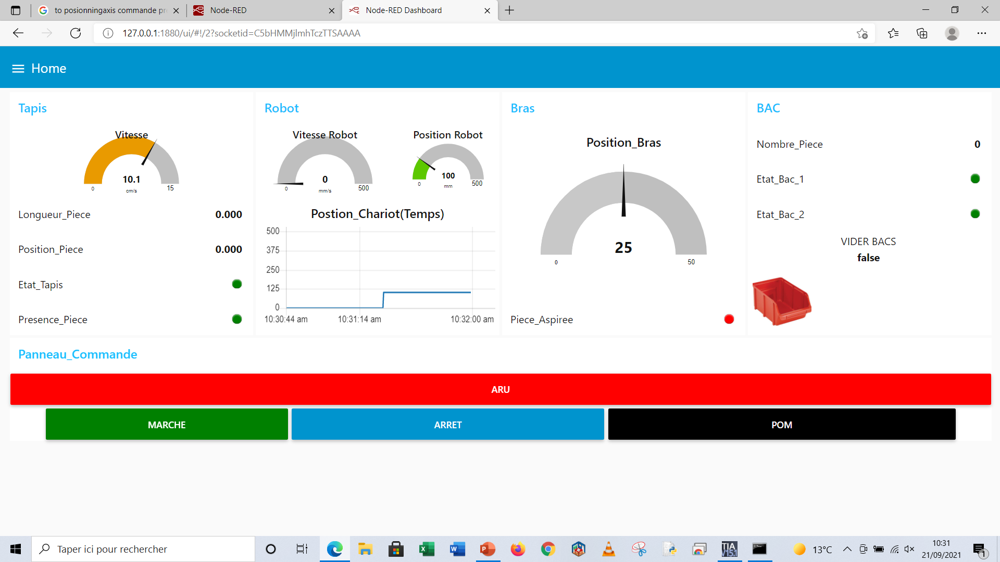 to posionningaxis commande pr
Node-RED
Node-RED Dashboard
127.0.0.1:1880/ui/#!/2?socketid=C5bHMMjlmhTczTTSAAAA
Home
Tapis
Vitesse
10.1
0
cm/s
15
Longueur_Piece 0.000
Position_Piece 0.000
Etat_Tapis
Presence_Piece
Robot
Vitesse Robot
0
0
mm/s
500
Position Robot
100
0
mm
500
Postion_Chariot(Temps)
500
375
250
125
0
10:30:44 am 10:31:14 am 10:32:00 am
Bras
Position_Bras
25
0 50
Piece_Aspiree
BAC
Nombre_Piece 0
Etat_Bac_1
Etat_Bac_2
VIDER BACS
false
Panneau_Commande
ARU
MARCHE ARRET POM
Taper ici pour rechercher
TIA
V15.1
13°C
10:31
21/09/2021
1